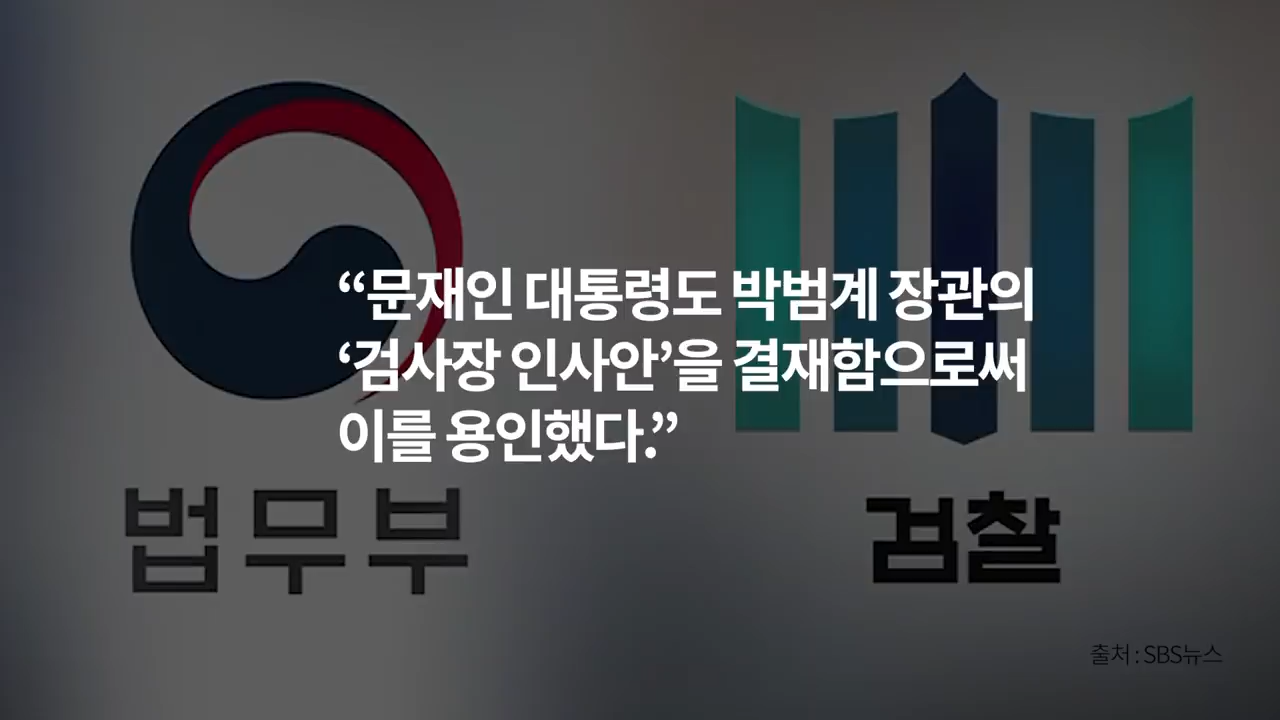 “문재인 대통령도 박범계 장관의
‘검사장 인사안’을 결재함으로써
이를 용인했다.”
법무부
검찰
출처 : SBS뉴스